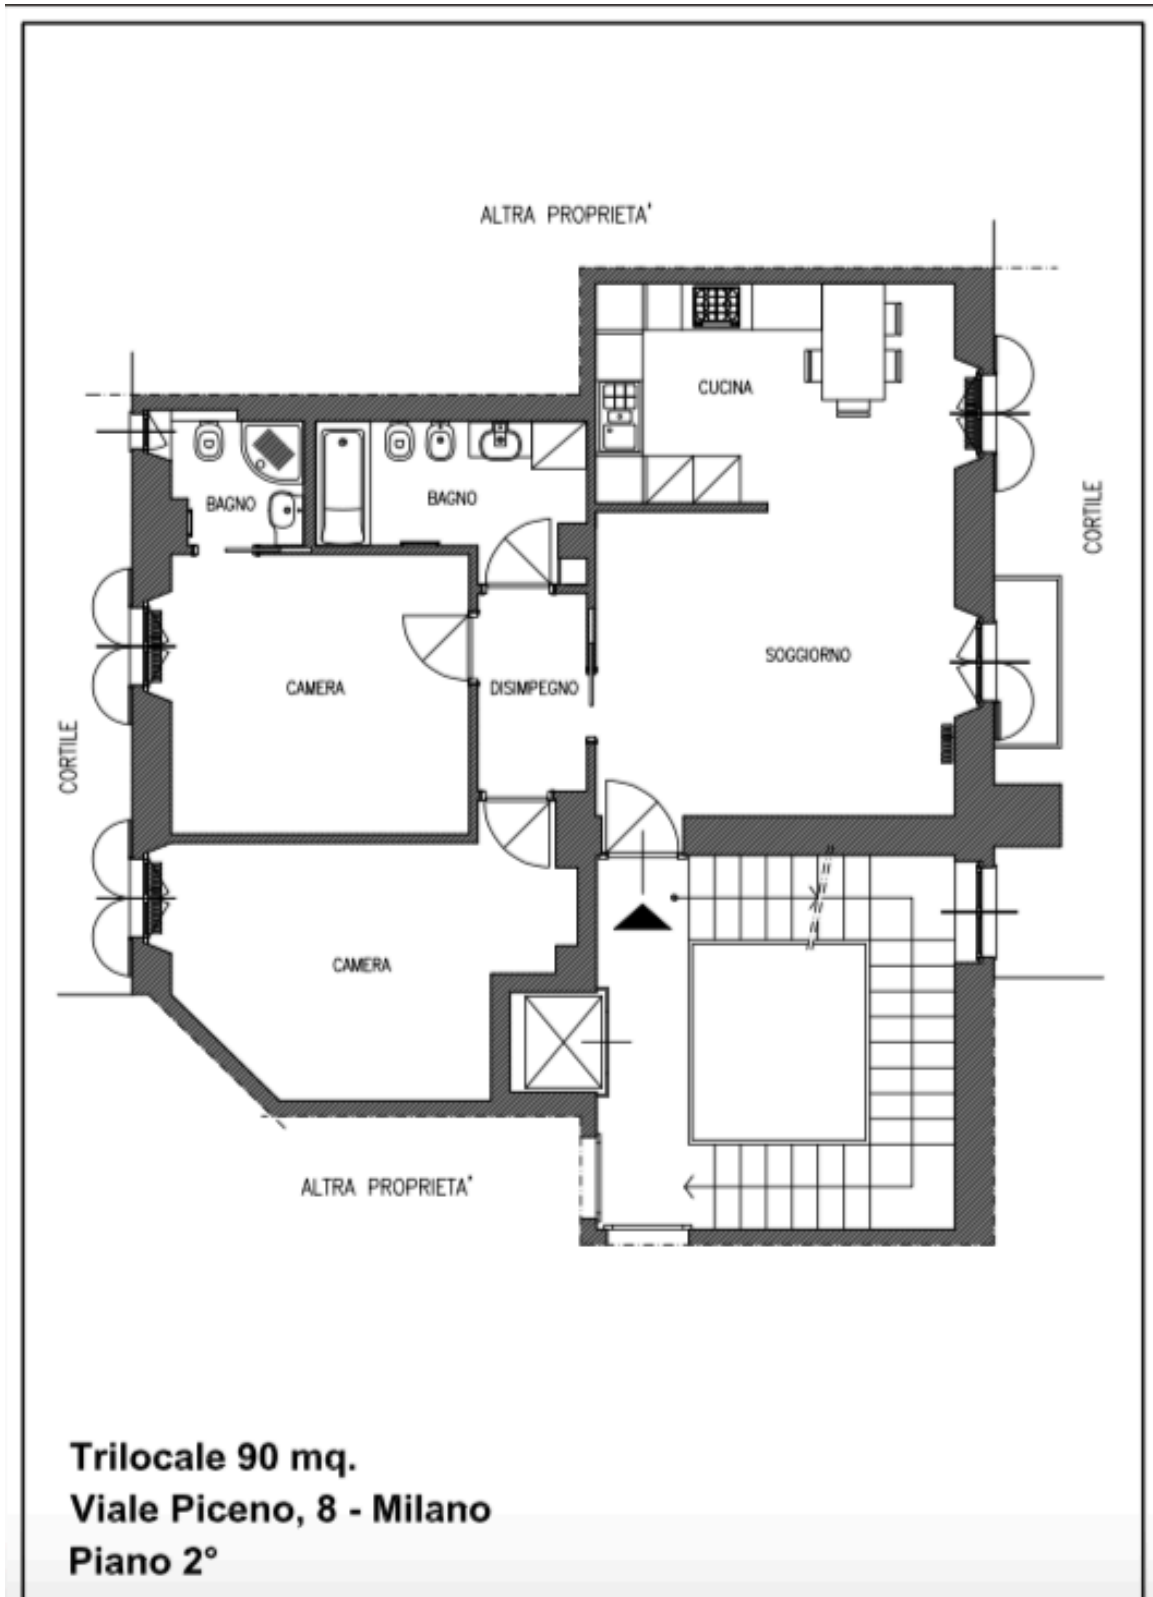 ALTRA PROPRIETA'
CUCINA
CORTILE
BAGNO
BAGNO
SOGGIORNO
CAMERA
DISIMPEGNO
CORTILE
CAMERA
ALTRA PROPRIETA'
Trilocale 90 mq.
Viale Piceno, 8 - Milano
Piano 2°